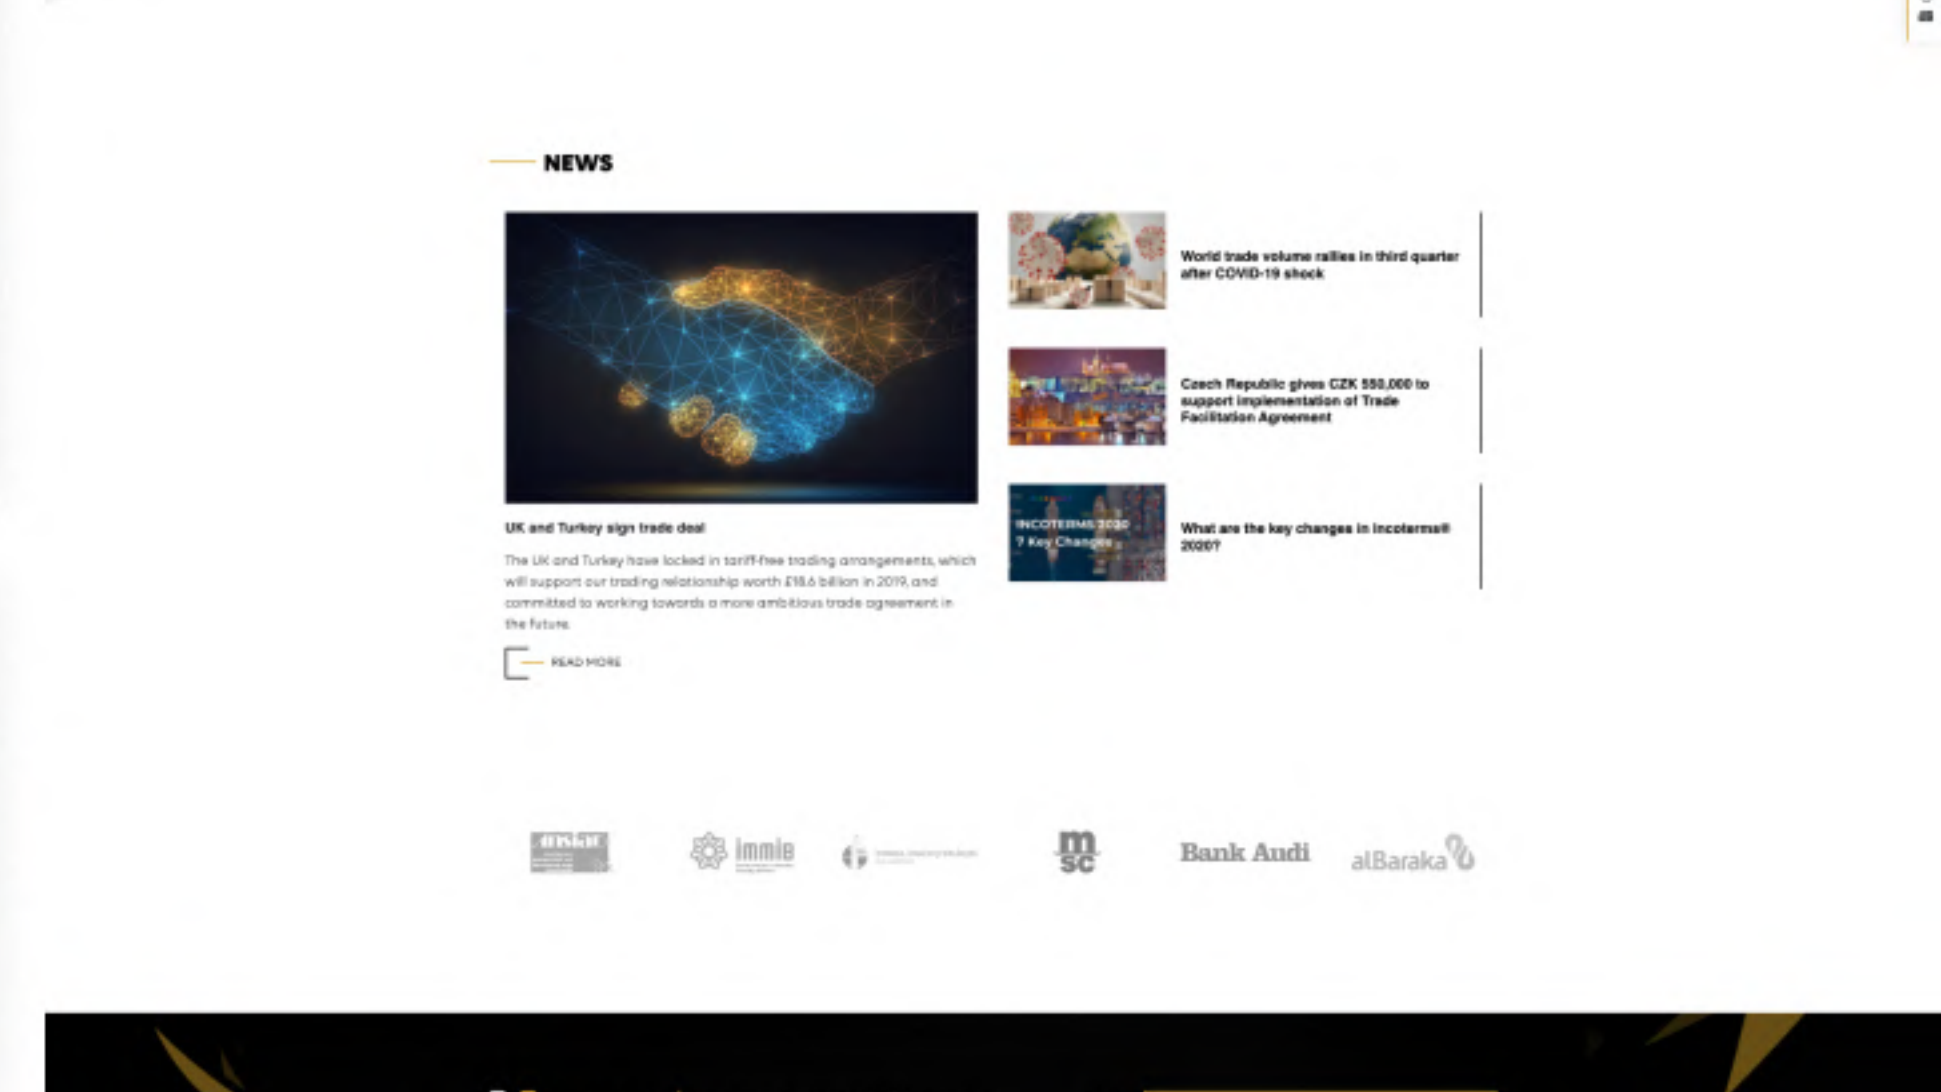 NEWS
UK and Turkey sign trade deal
The UK and Turkey have locked in tariff-free trading arrangements, which
will support our trading relationship worth £18.6 billion in 2019, and
committed to working towards a more ambitious trade agreement in
the future.
READ MORE
World trade volume rallies in third quarter
after COVID-19 shock
Czech Republic gives CZK 550,000 to
support implementation of Trade
Facilitation Agreement
INCOTERMS 2020
7 Key Changes
What are the key changes in Incoterms®
2020?
immib
msc
Bank Audi
alBaraka